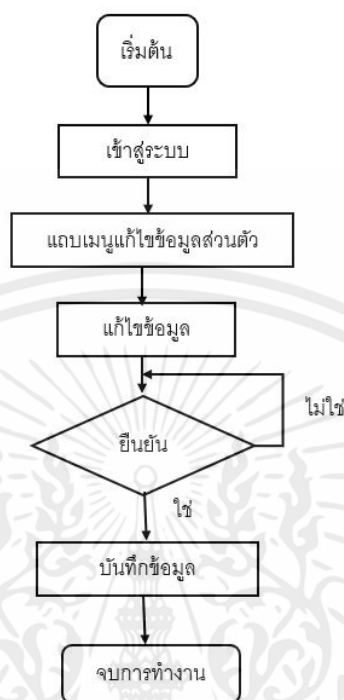 เริ่มต้น
เข้าสู่ระบบ
แถบเมนูแก้ไขข้อมูลส่วนตัว
แก้ไขข้อมูล
ไม่ใช่
ยืนยัน
ใช่
บันทึกข้อมูล
จบการทำงาน